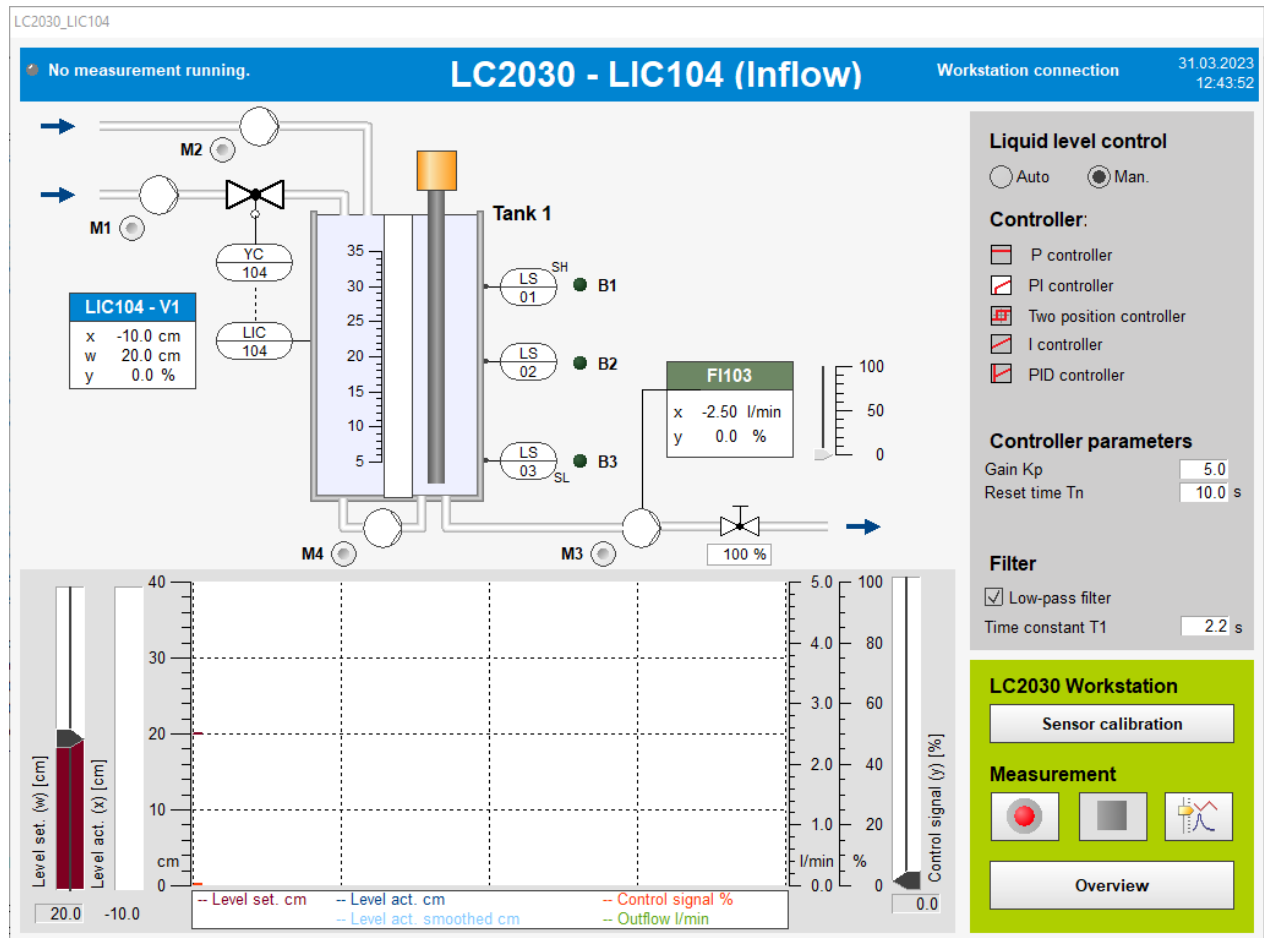 LC2030_LIC104
No measurement running.
LC2030 - LIC104 (Inflow)
Workstation connection
31.03.2023
12:43:52
M2
M1
YC
104
LIC104 - V1
x -10.0 cm
w 20.0 cm
y 0.0 %
LIC
104
Tank 1
35
30
25
20
15
10
5
LS
01
SH
B1
LS
02
B2
LS
03
SL
B3
FI103
x -2.50 l/min
y 0.0 %
100
50
0
M4
M3
100 %
Liquid level control
Auto
Man.
Controller:
P controller
PI controller
Two position controller
I controller
PID controller
Controller parameters
Gain Kp 5.0
Reset time Tn 10.0 s
Filter
Low-pass filter
Time constant T1 2.2 s
Level set. (w) [cm]
20.0
Level act. (x) [cm]
-10.0
40
30
20
10
cm
0
5.0
4.0
3.0
2.0
1.0
l/min
0.0
100
80
60
40
20
%
0
Control signal (y) [%]
0.0
-- Level set. cm
-- Level act. cm
-- Control signal %
-- Level act. smoothed cm
-- Outflow l/min
LC2030 Workstation
Sensor calibration
Measurement
Overview